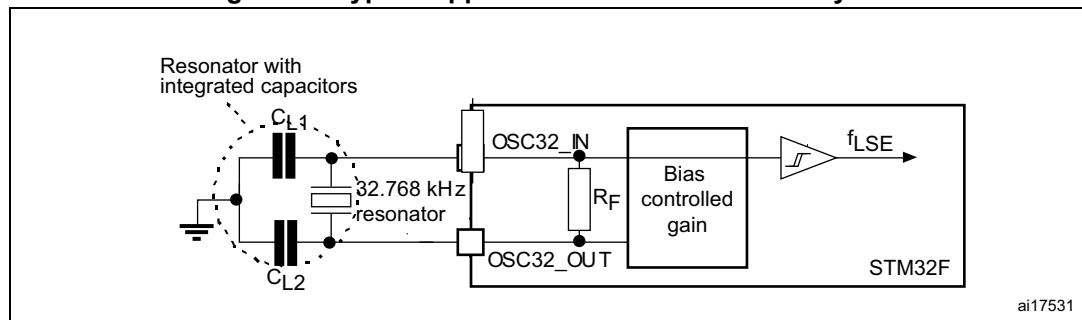 Resonator with
integrated capacitors
CL1
OSC32_IN
fLSE
32.768 kHz
resonator
RF
Bias
controlled
gain
OSC32_OUT
STM32F
CL2
ai17531